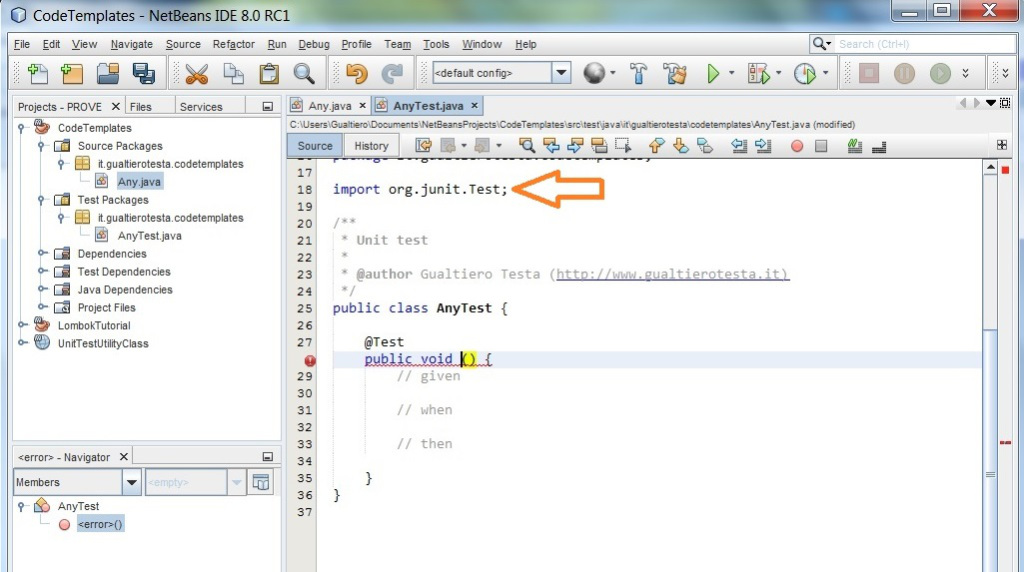 CodeTemplates - NetBeans IDE 8.0 RC1
File Edit View Navigate Source Refactor Run Debug Profile Team Tools Window Help
Search (Ctrl+I)
<default config>
Projects - PROVE Files Services
CodeTemplates
Source Packages
it.gualtierotesta.codetemplates
Any.java
Test Packages
it.gualtierotesta.codetemplates
AnyTest.java
Dependencies
Test Dependencies
Java Dependencies
Project Files
LombokTutorial
UnitTestUtilityClass
<error> - Navigator
Members
<empty>
AnyTest
<error>()
Any.java AnyTest.java
C:\Users\Gualtiero\Documents\NetBeansProjects\CodeTemplates\src\test\java\it\gualtierotesta\codetemplates\AnyTest.java (modified)
Source History
17
18 import org.junit.Test;
19
20 /**
21 * Unit test
22 *
23 * @author Gualtiero Testa (http://www.gualtierotesta.it)
24 */
25 public class AnyTest {
26
27 @Test
public void () {
29 // given
30
31 // when
32
33 // then
34
35 }
36 }
37